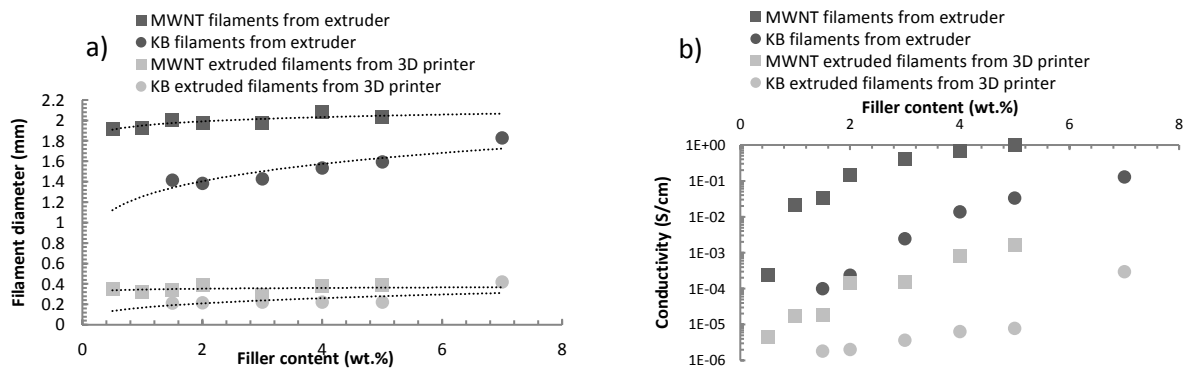 a)
MWNT filaments from extruder
KB filaments from extruder
MWNT extruded filaments from 3D printer
KB extruded filaments from 3D printer
Filament diameter (mm)
2.2
2
1.8
1.6
1.4
1.2
1
0.8
0.6
0.4
0.2
0
0 2 4 6 8
Filler content (wt.%)
b)
MWNT filaments from extruder
KB filaments from extruder
MWNT extruded filaments from 3D printer
KB extruded filaments from 3D printer
Filler content (wt.%)
0 2 4 6 8
Conductivity (S/cm)
1E+00
1E-01
1E-02
1E-03
1E-04
1E-05
1E-06